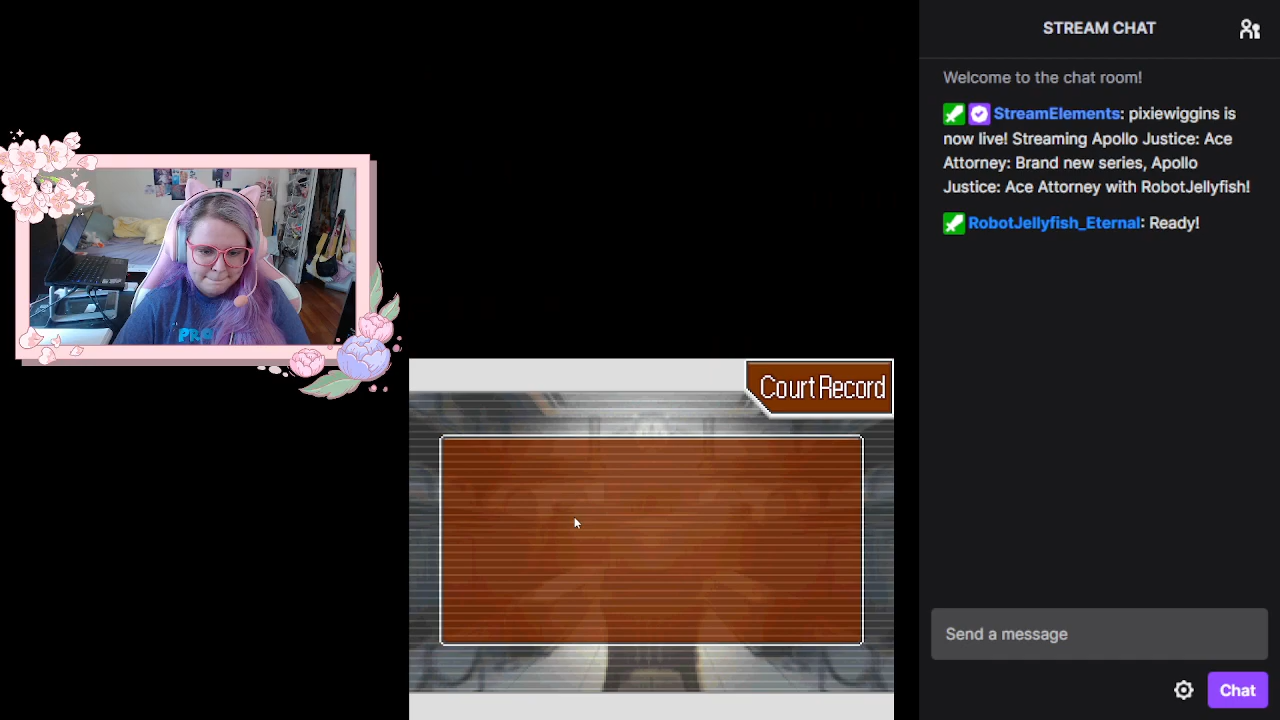 STREAM CHAT
Welcome to the chat room!
StreamElements: pixiewiggins is
now live! Streaming Apollo Justice: Ace
Attorney: Brand new series, Apollo
Justice: Ace Attorney with RobotJellyfish!
RobotJellyfish_Eternal: Ready!
PRO
Court Record
Send a message
Chat